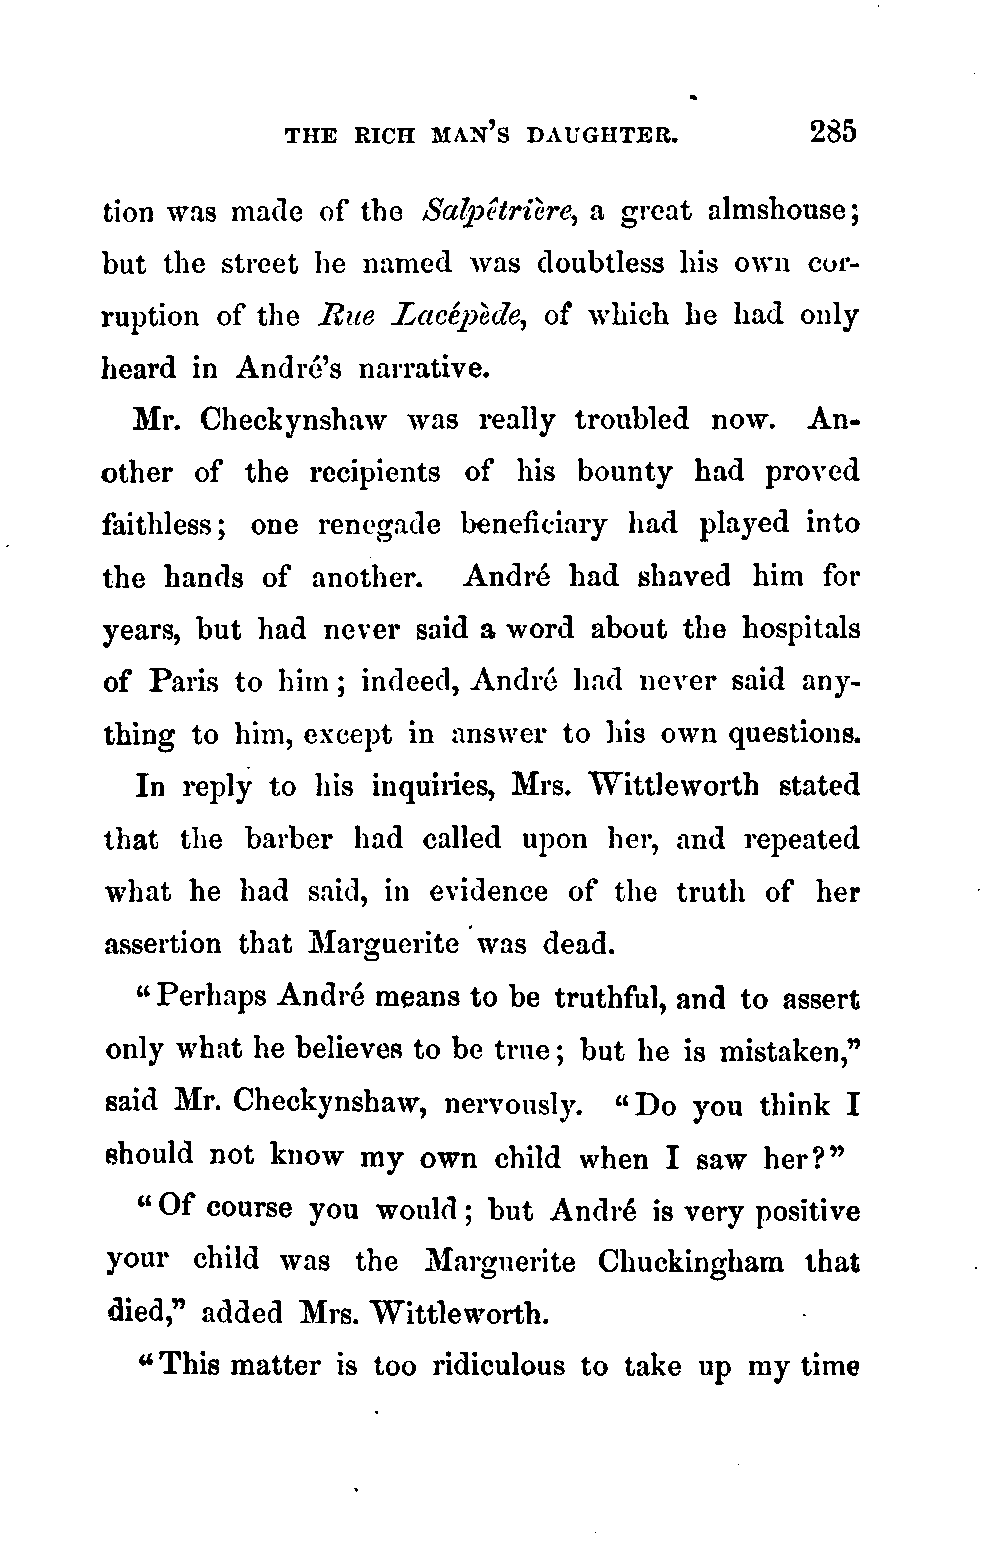 THE RICH MAN'S DAUGHTER. 285
tion was made of the Salpêtrière, a great almshouse;
but the street he named was doubtless his own cor-
ruption of the Rue Lacépède, of which he had only
heard in André's narrative.
Mr. Checkynshaw was really troubled now. An-
other of the recipients of his bounty had proved
faithless; one renegade beneficiary had played into
the hands of another. André had shaved him for
years, but had never said a word about the hospitals
of Paris to him; indeed, André had never said any-
thing to him, except in answer to his own questions.
In reply to his inquiries, Mrs. Wittleworth stated
that the barber had called upon her, and repeated
what he had said, in evidence of the truth of her
assertion that Marguerite was dead.
"Perhaps André means to be truthful, and to assert
only what he believes to be true; but he is mistaken,"
said Mr. Checkynshaw, nervously. "Do you think I
should not know my own child when I saw her?"
"Of course you would; but André is very positive
your child was the Marguerite Chuckingham that
died," added Mrs. Wittleworth.
"This matter is too ridiculous to take up my time